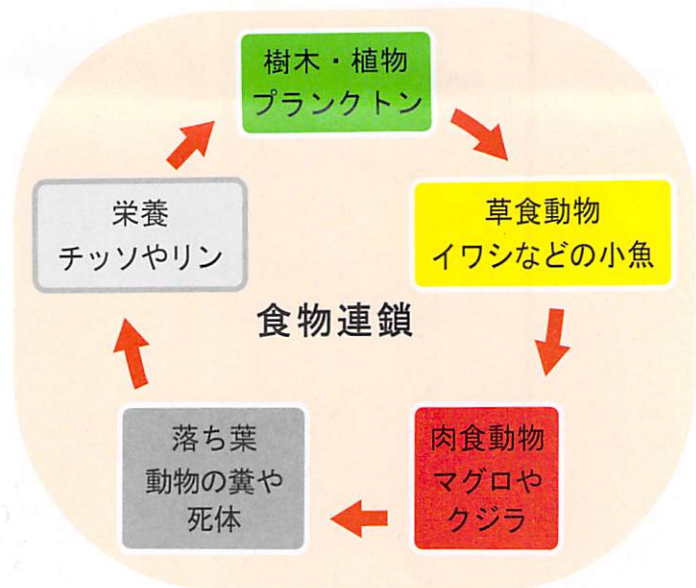 樹木・植物
プランクトン
草食動物
イワシなどの小魚
肉食動物
マグロや
クジラ
落ち葉
動物の糞や
死体
栄養
チッソやリン
食物連鎖